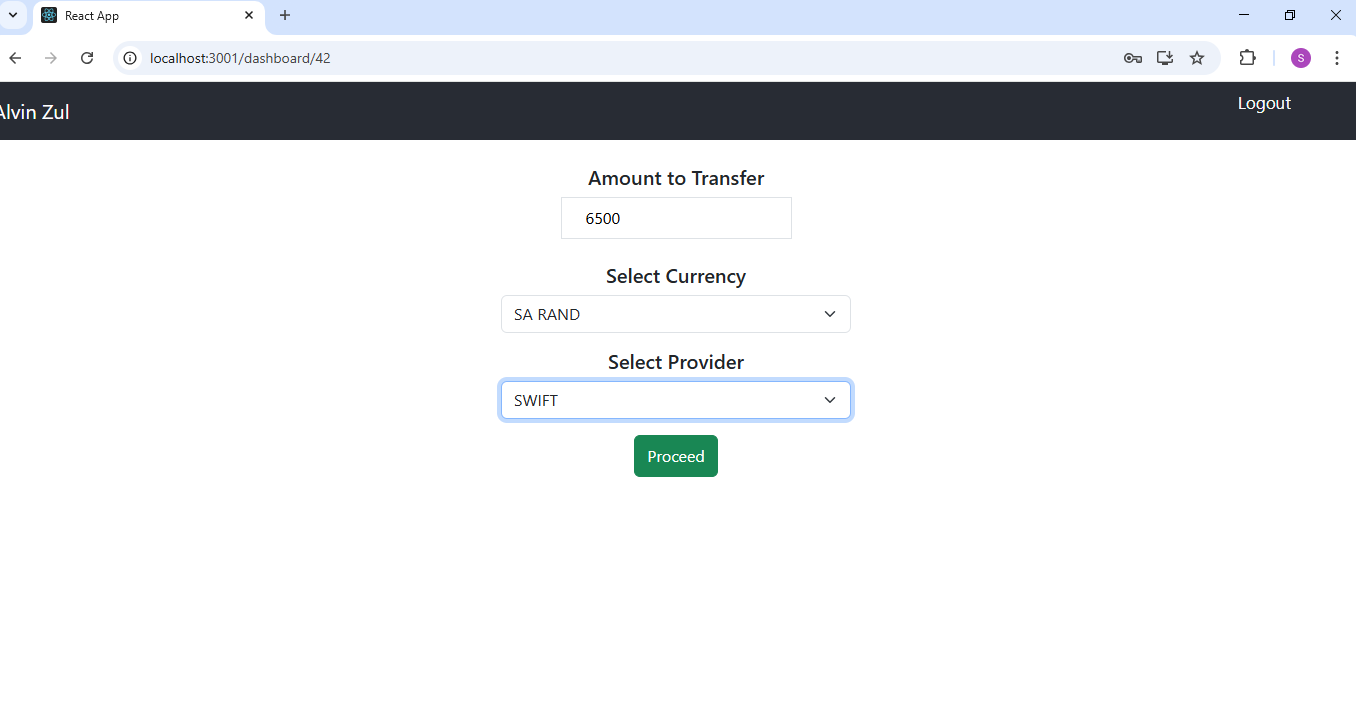 React App
localhost:3001/dashboard/42
S
Alvin Zul
Logout
Amount to Transfer
6500
Select Currency
SA RAND
Select Provider
SWIFT
Proceed